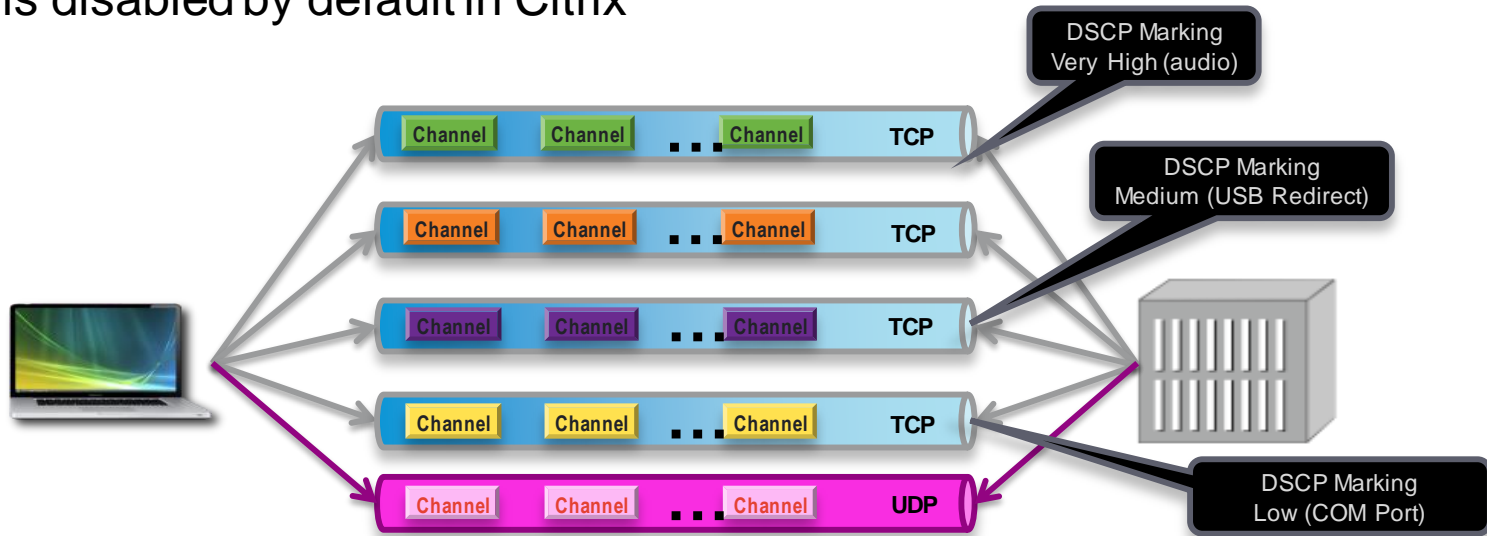 is disabled by default in Citrix
DSCP Marking
Very High (audio)
Channel Channel ... Channel TCP
DSCP Marking
Medium (USB Redirect)
Channel Channel ... Channel TCP
Channel Channel ... Channel TCP
Channel Channel ... Channel TCP
DSCP Marking
Low (COM Port)
Channel Channel ... Channel UDP